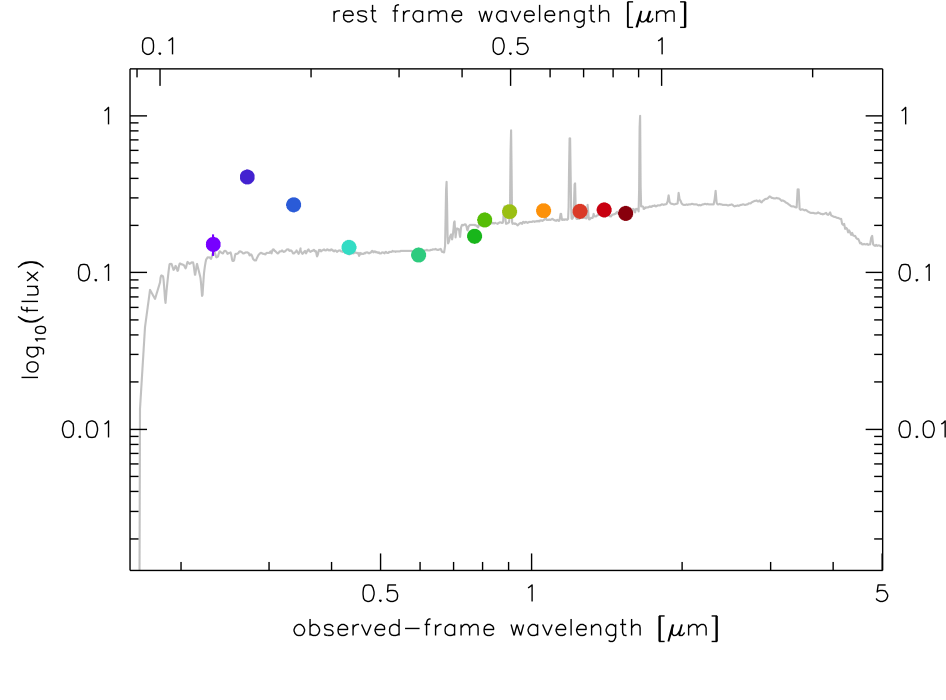 rest frame wavelength [μm]
0.1 0.5 1
1 1
0.1 0.1
0.01 0.01
log10(flux)
0.5 1 5
observed-frame wavelength [μm]